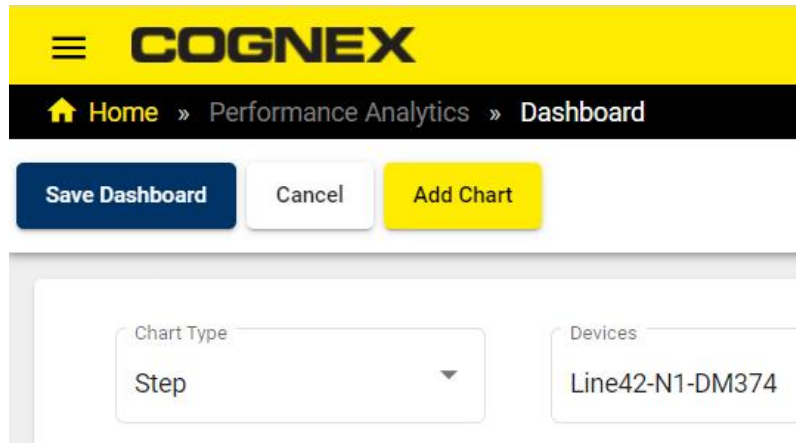 COGNEX
Home » Performance Analytics » Dashboard
Save Dashboard Cancel Add Chart
Chart Type Devices
Step Line42-N1-DM374